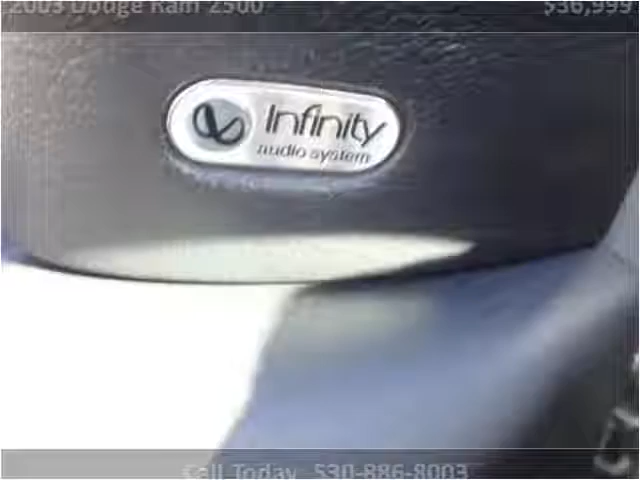 2003 Dodge Ram 2500
$36,999
Infinity
audio system
Call Today 530-886-8003